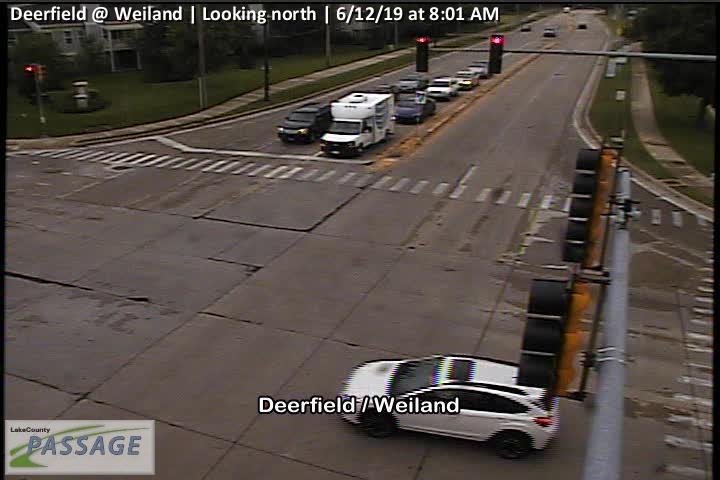 Deerfield @ Weiland | Looking north | 6/12/19 at 8:01 AM
Deerfield / Weiland
LakeCounty
PASSAGE